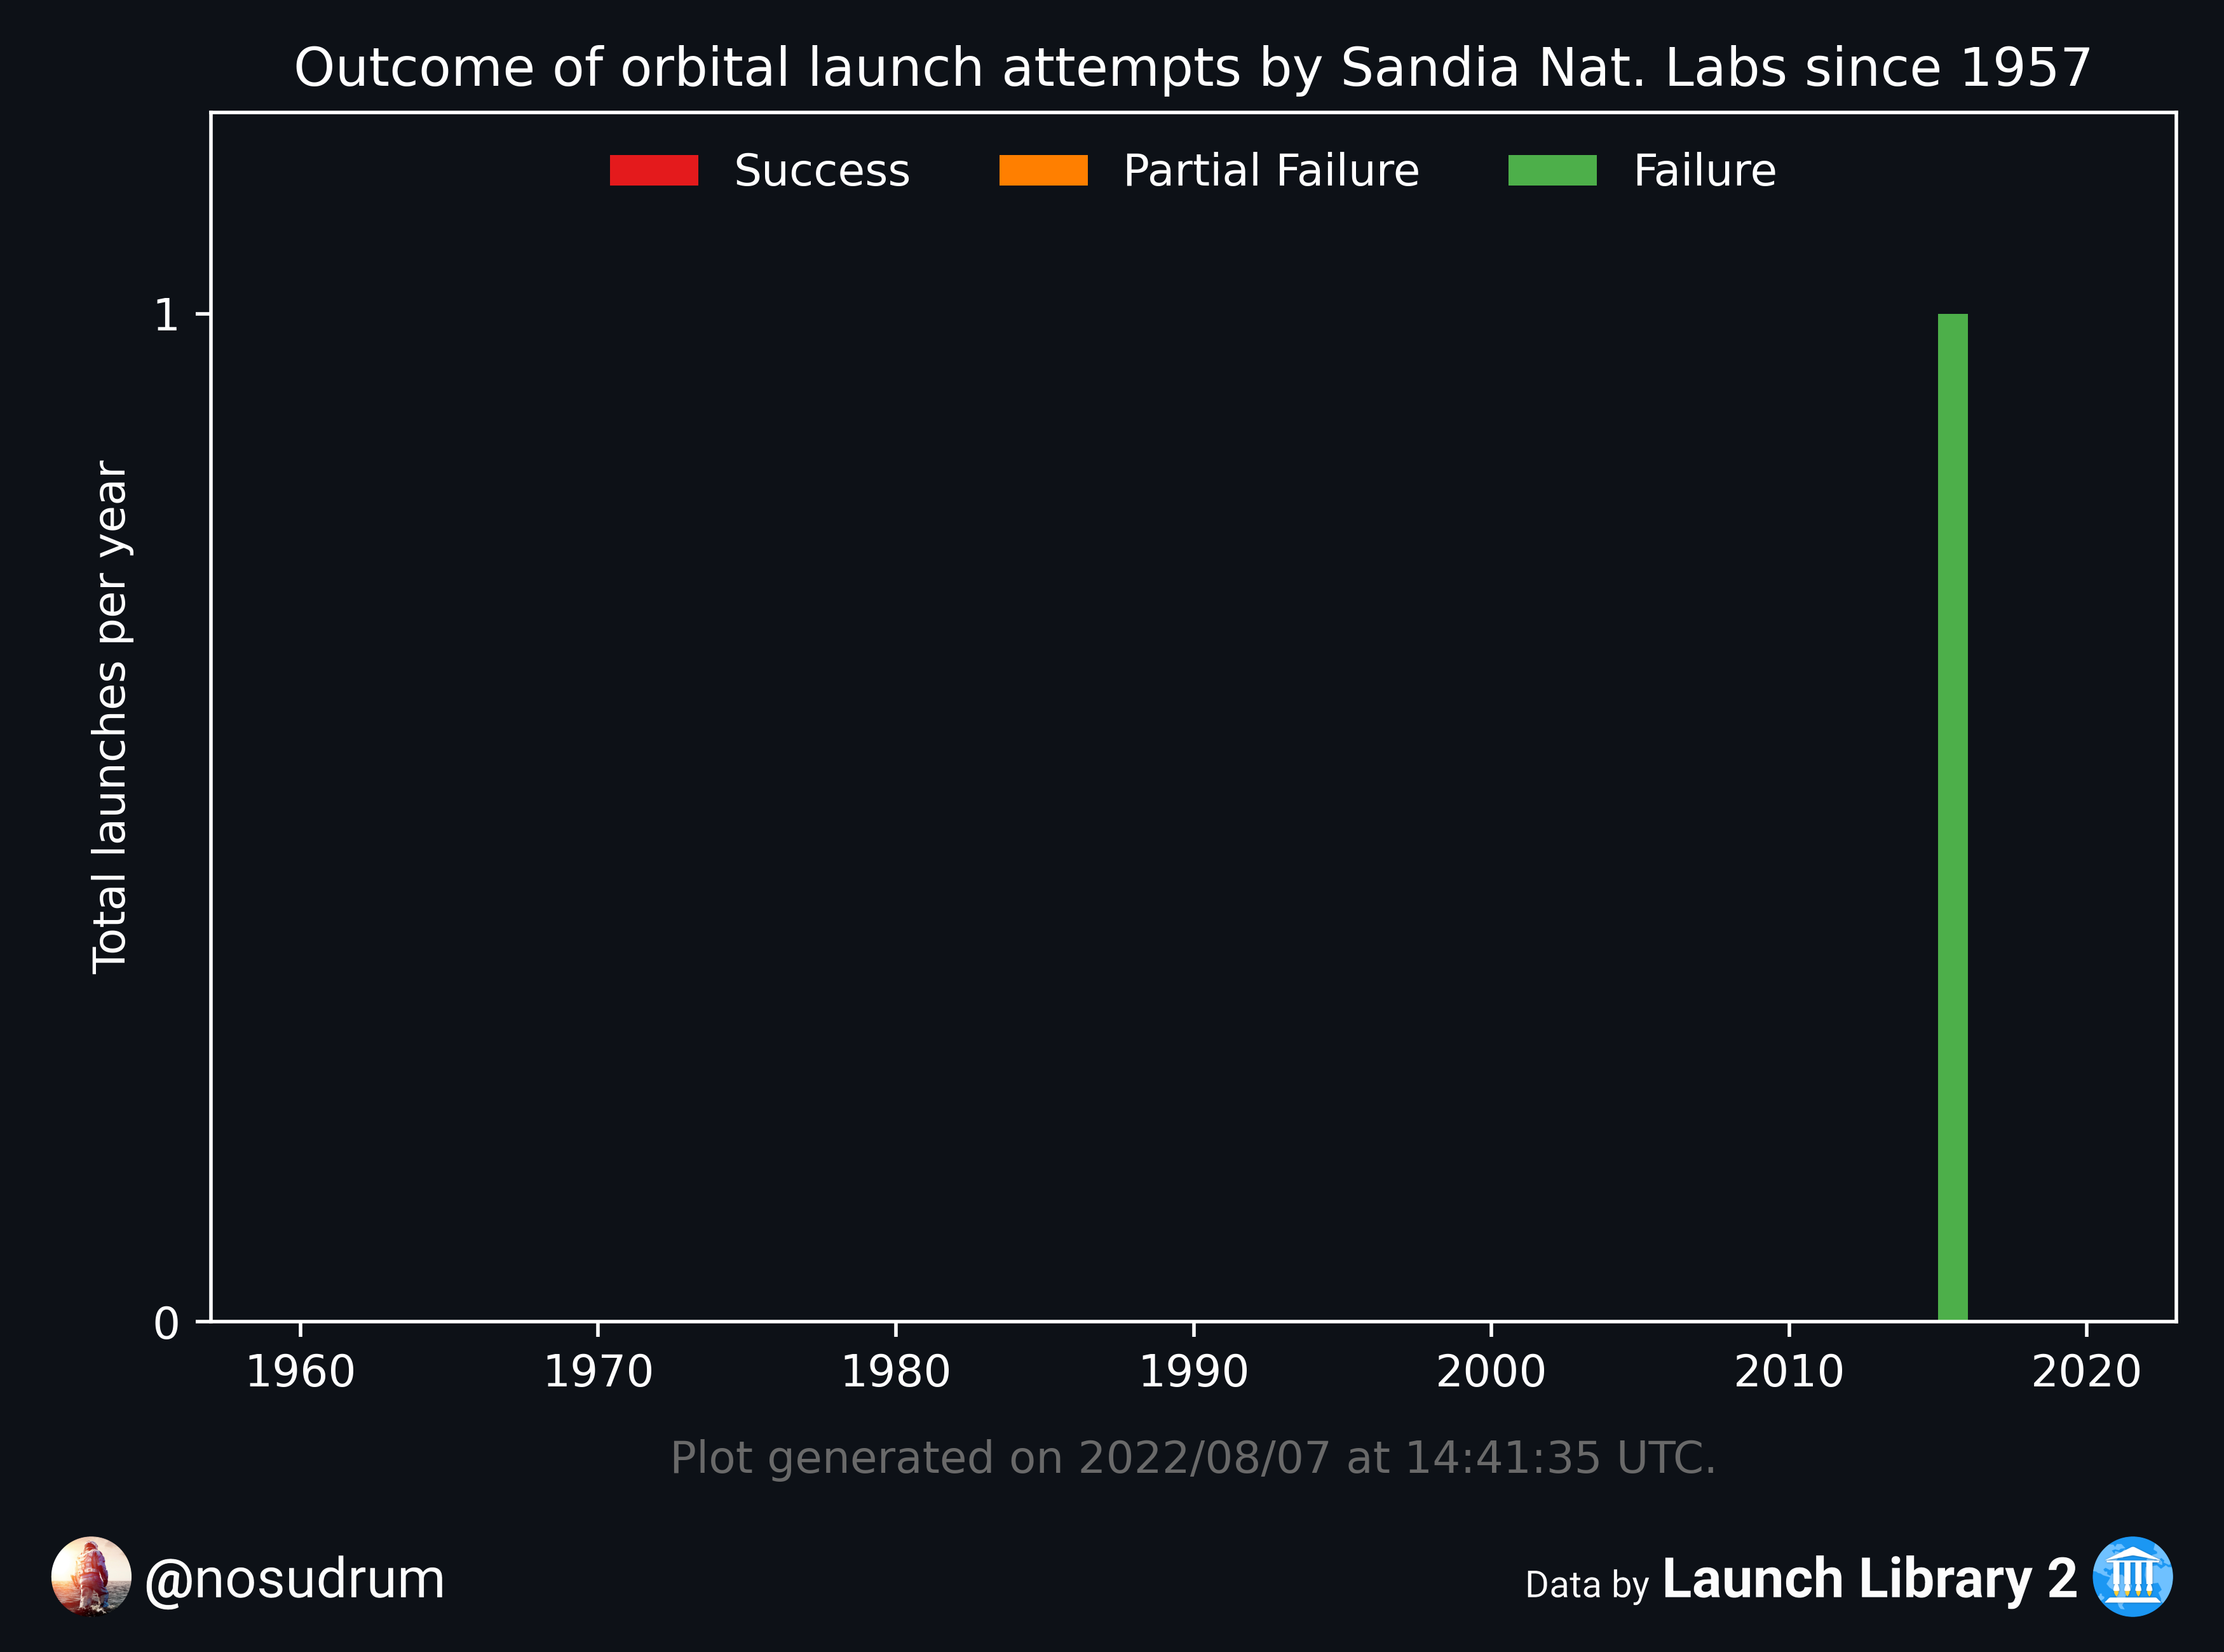 Outcome of orbital launch attempts by Sandia Nat. Labs since 1957
Success Partial Failure Failure
1
Total launches per year
0
1960 1970 1980 1990 2000 2010 2020
Plot generated on 2022/08/07 at 14:41:35 UTC.
@nosudrum
Data by Launch Library 2